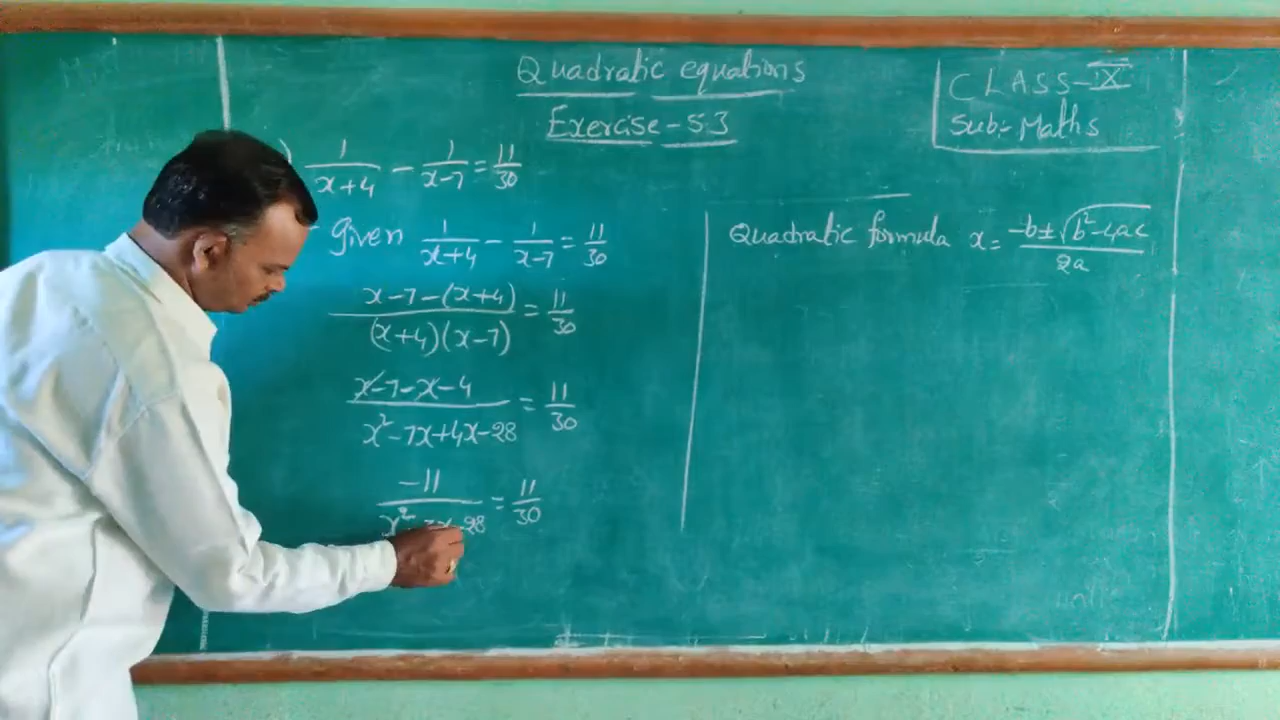 Quadratic equations
Exercise-5.3
CLASS-X
Sub:- Maths
) 1/(x+4) - 1/(x-7) = 11/30
Given 1/(x+4) - 1/(x-7) = 11/30
(x-7-(x+4))/((x+4)(x-7)) = 11/30
(x-7-x-4)/(x²-7x+4x-28) = 11/30
-11/(x² -28) = 11/30
Quadratic formula x = (-b±√(b²-4ac))/2a